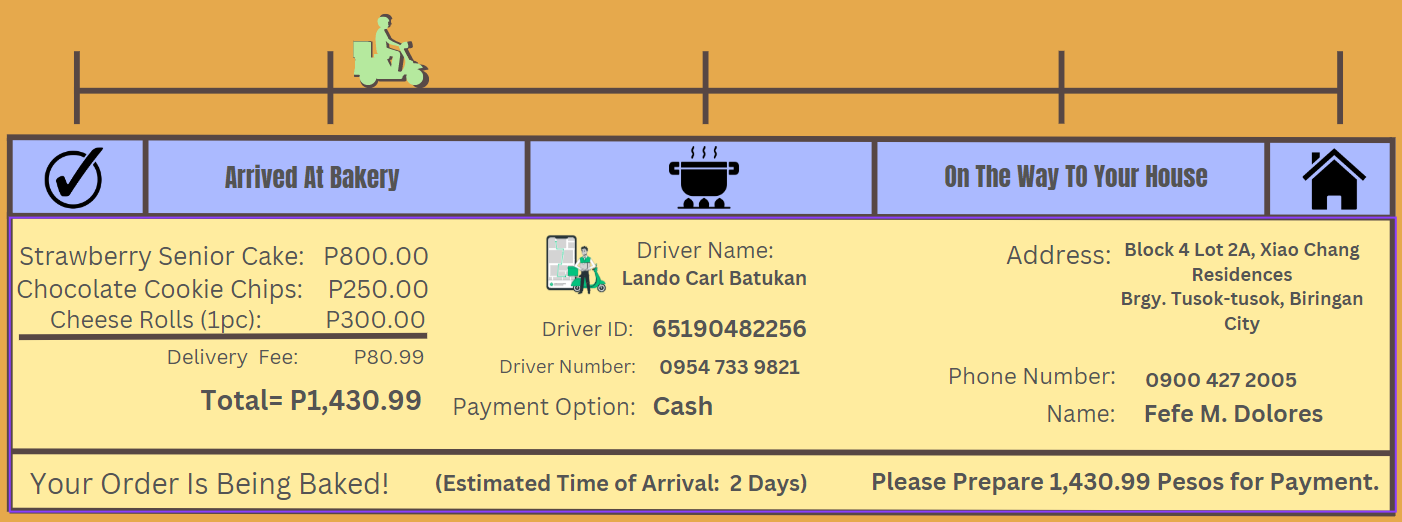 Arrived At Bakery
On The Way TO Your House
Strawberry Senior Cake: P800.00
Chocolate Cookie Chips: P250.00
Cheese Rolls (1pc): P300.00
Delivery Fee: P80.99
Total= P1,430.99
Driver Name:
Lando Carl Batukan
Driver ID: 65190482256
Driver Number: 0954 733 9821
Payment Option: Cash
Address: Block 4 Lot 2A, Xiao Chang
Residences
Brgy. Tusok-tusok, Biringan
City
Phone Number: 0900 427 2005
Name: Fefe M. Dolores
Your Order Is Being Baked! (Estimated Time of Arrival: 2 Days) Please Prepare 1,430.99 Pesos for Payment.